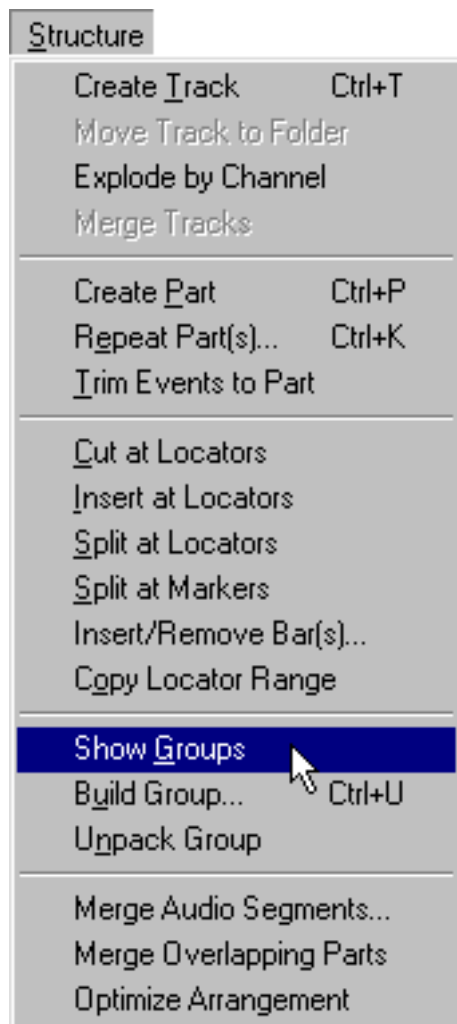 Structure
Create Track Ctrl+T
Move Track to Folder
Explode by Channel
Merge Tracks
Create Part Ctrl+P
Repeat Part(s)... Ctrl+K
Trim Events to Part
Cut at Locators
Insert at Locators
Split at Locators
Split at Markers
Insert/Remove Bar(s)...
Copy Locator Range
Show Groups
Build Group... Ctrl+U
Unpack Group
Merge Audio Segments...
Merge Overlapping Parts
Optimize Arrangement